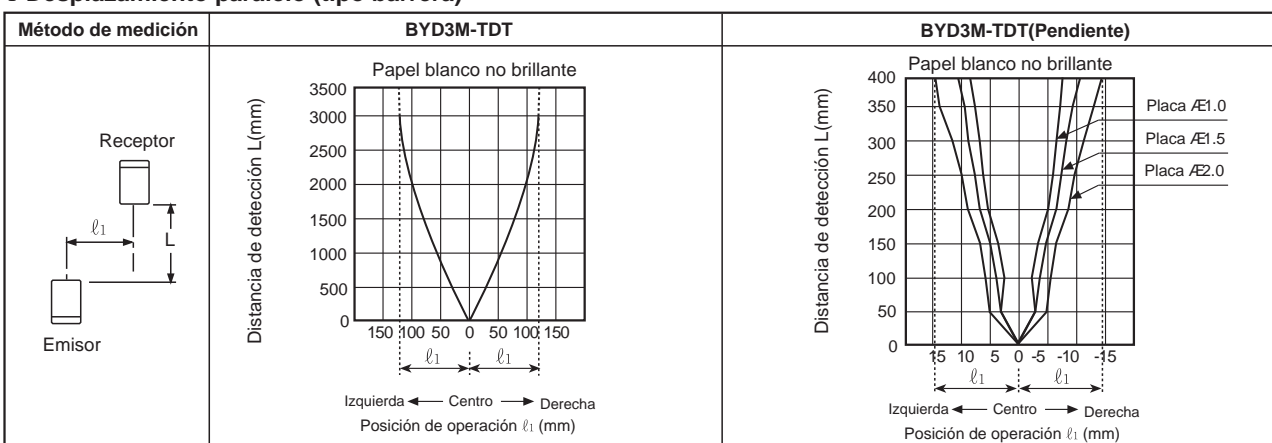 Método de medición
BYD3M-TDT
BYD3M-TDT(Pendiente)
Receptor
ℓ1
L
Emisor
Papel blanco no brillante
Distancia de detección L(mm)
3500
3000
2500
2000
1500
1000
500
0
150 100 50 0 50 100 150
ℓ1 ℓ1
Izquierda Centro Derecha
Posición de operación ℓ1 (mm)
Papel blanco no brillante
Distancia de detección L(mm)
400
350
300
250
200
150
100
50
0
15 10 5 0 -5 -10 -15
ℓ1 ℓ1
Izquierda Centro Derecha
Posición de operación ℓ1 (mm)
Placa Æ1.0
Placa Æ1.5
Placa Æ2.0